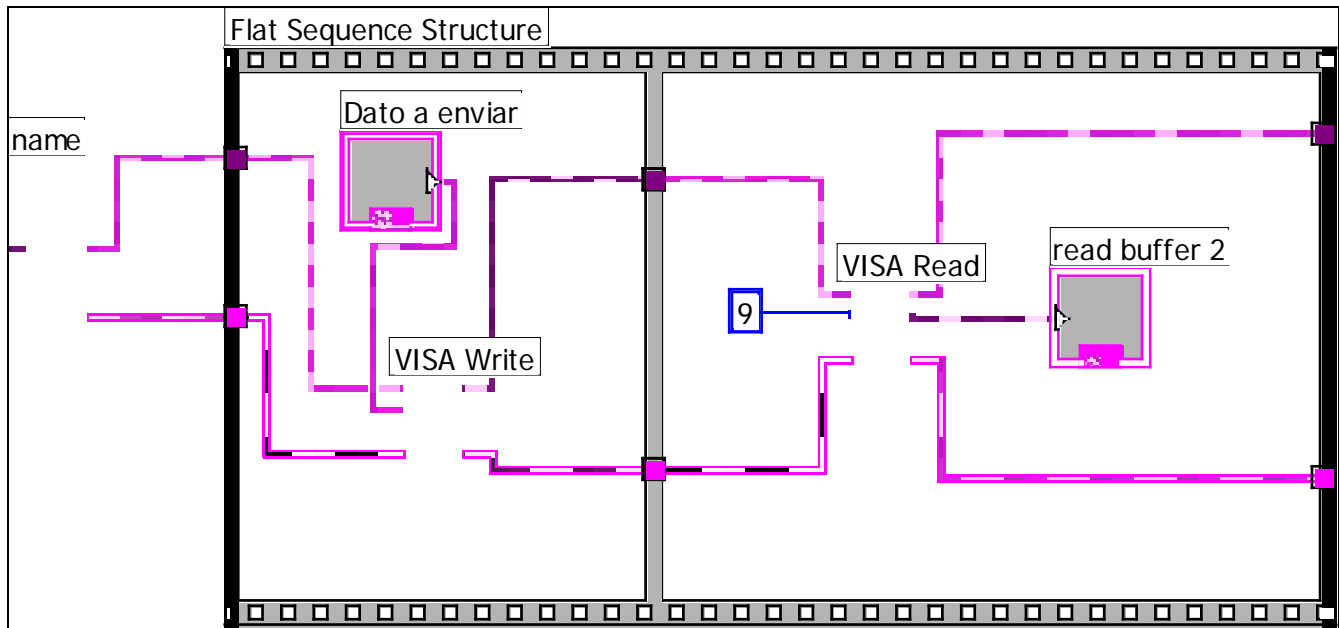 Flat Sequence Structure
Dato a enviar
name
VISA Read
read buffer 2
9
VISA Write